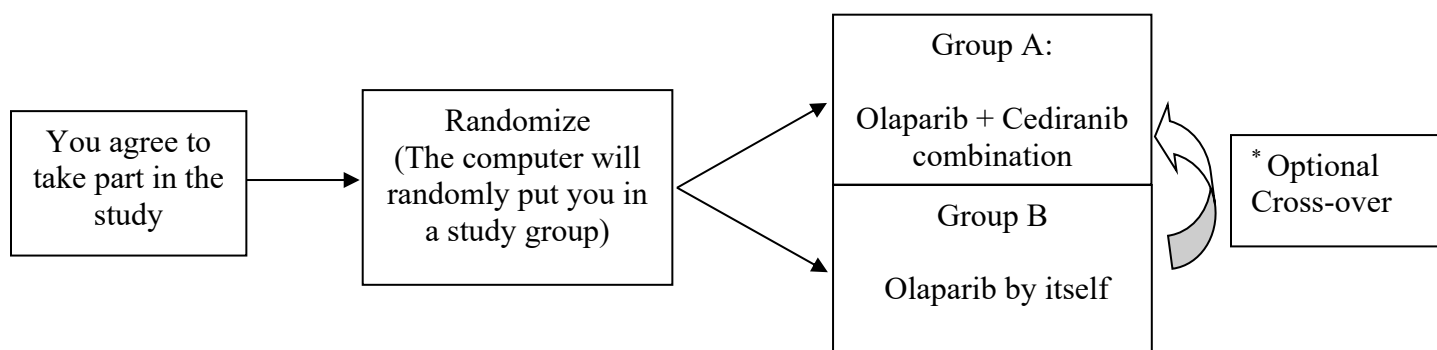 You agree to
take part in the
study
Randomize
(The computer will
randomly put you in
a study group)
Group A:
Olaparib + Cediranib
combination
Group B
Olaparib by itself
* Optional
Cross-over